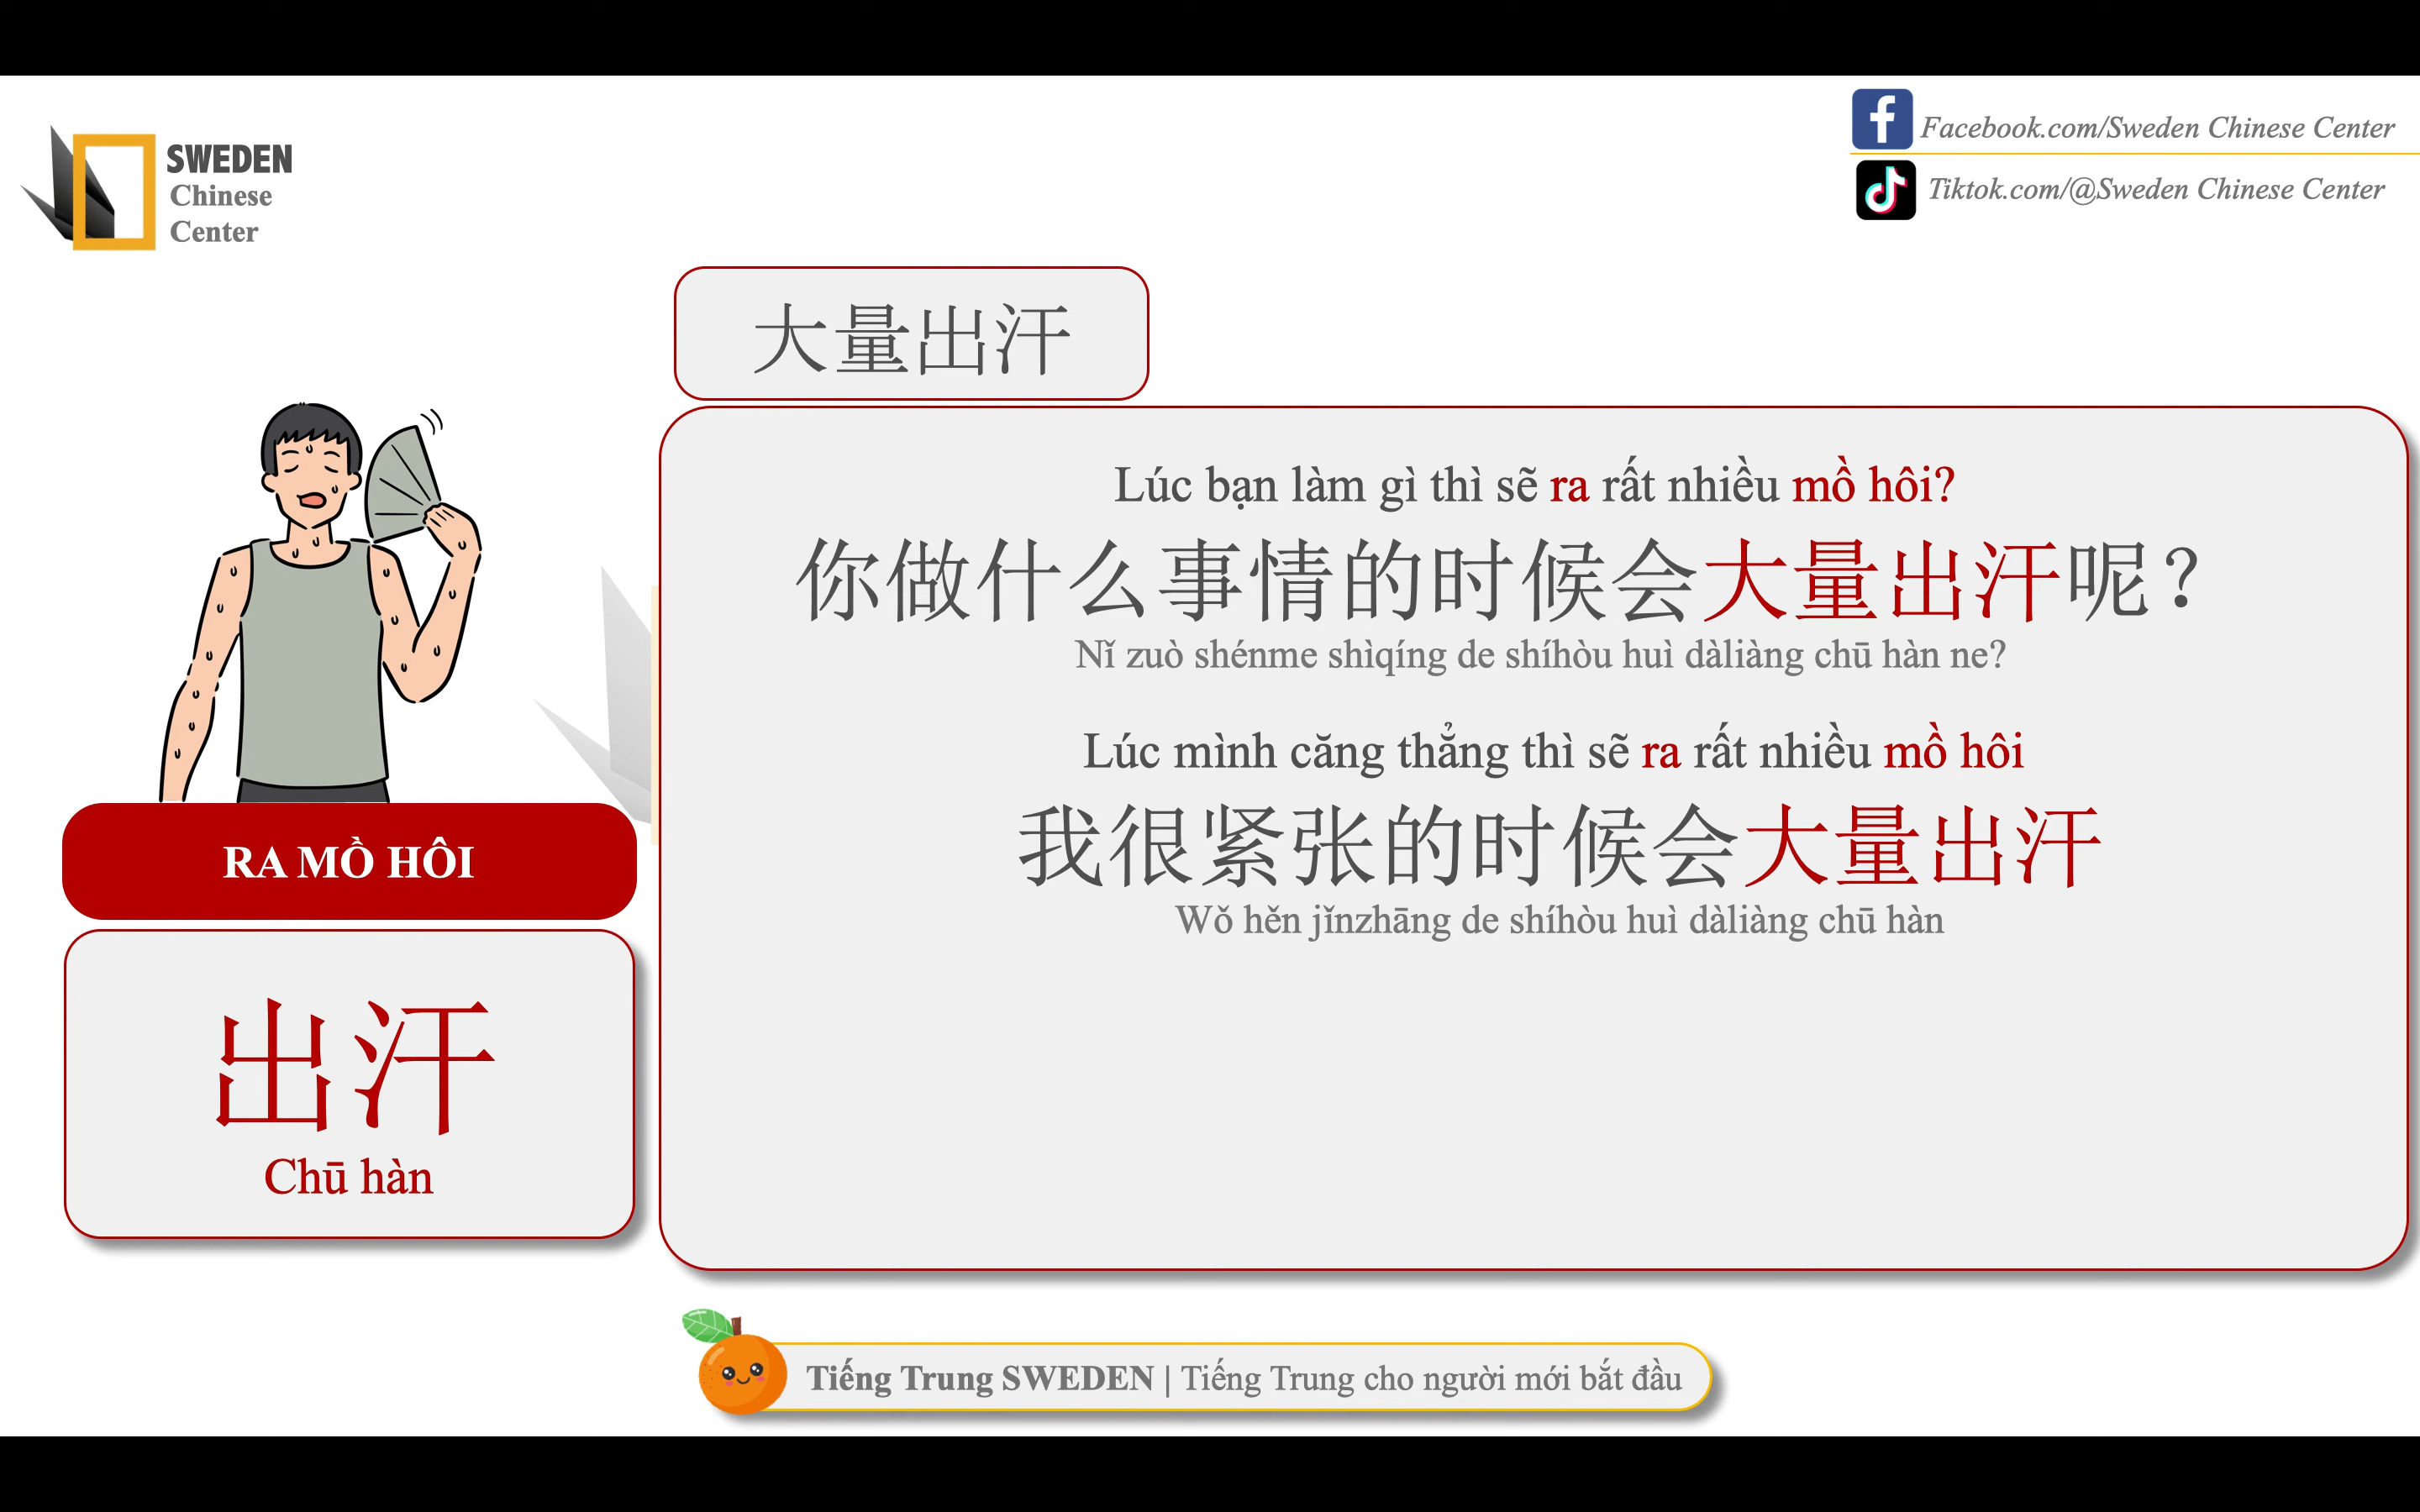 SWEDEN
Chinese
Center
Facebook.com/Sweden Chinese Center
Tiktok.com/@Sweden Chinese Center
大量出汗
Lúc bạn làm gì thì sẽ ra rất nhiều mồ hôi?
你做什么事情的时候会大量出汗呢？
Nǐ zuò shénme shìqíng de shíhòu huì dàliàng chū hàn ne?
Lúc mình căng thẳng thì sẽ ra rất nhiều mồ hôi
我很紧张的时候会大量出汗
Wǒ hěn jǐnzhāng de shíhòu huì dàliàng chū hàn
RA MỒ HÔI
出汗
Chū hàn
Tiếng Trung SWEDEN | Tiếng Trung cho người mới bắt đầu